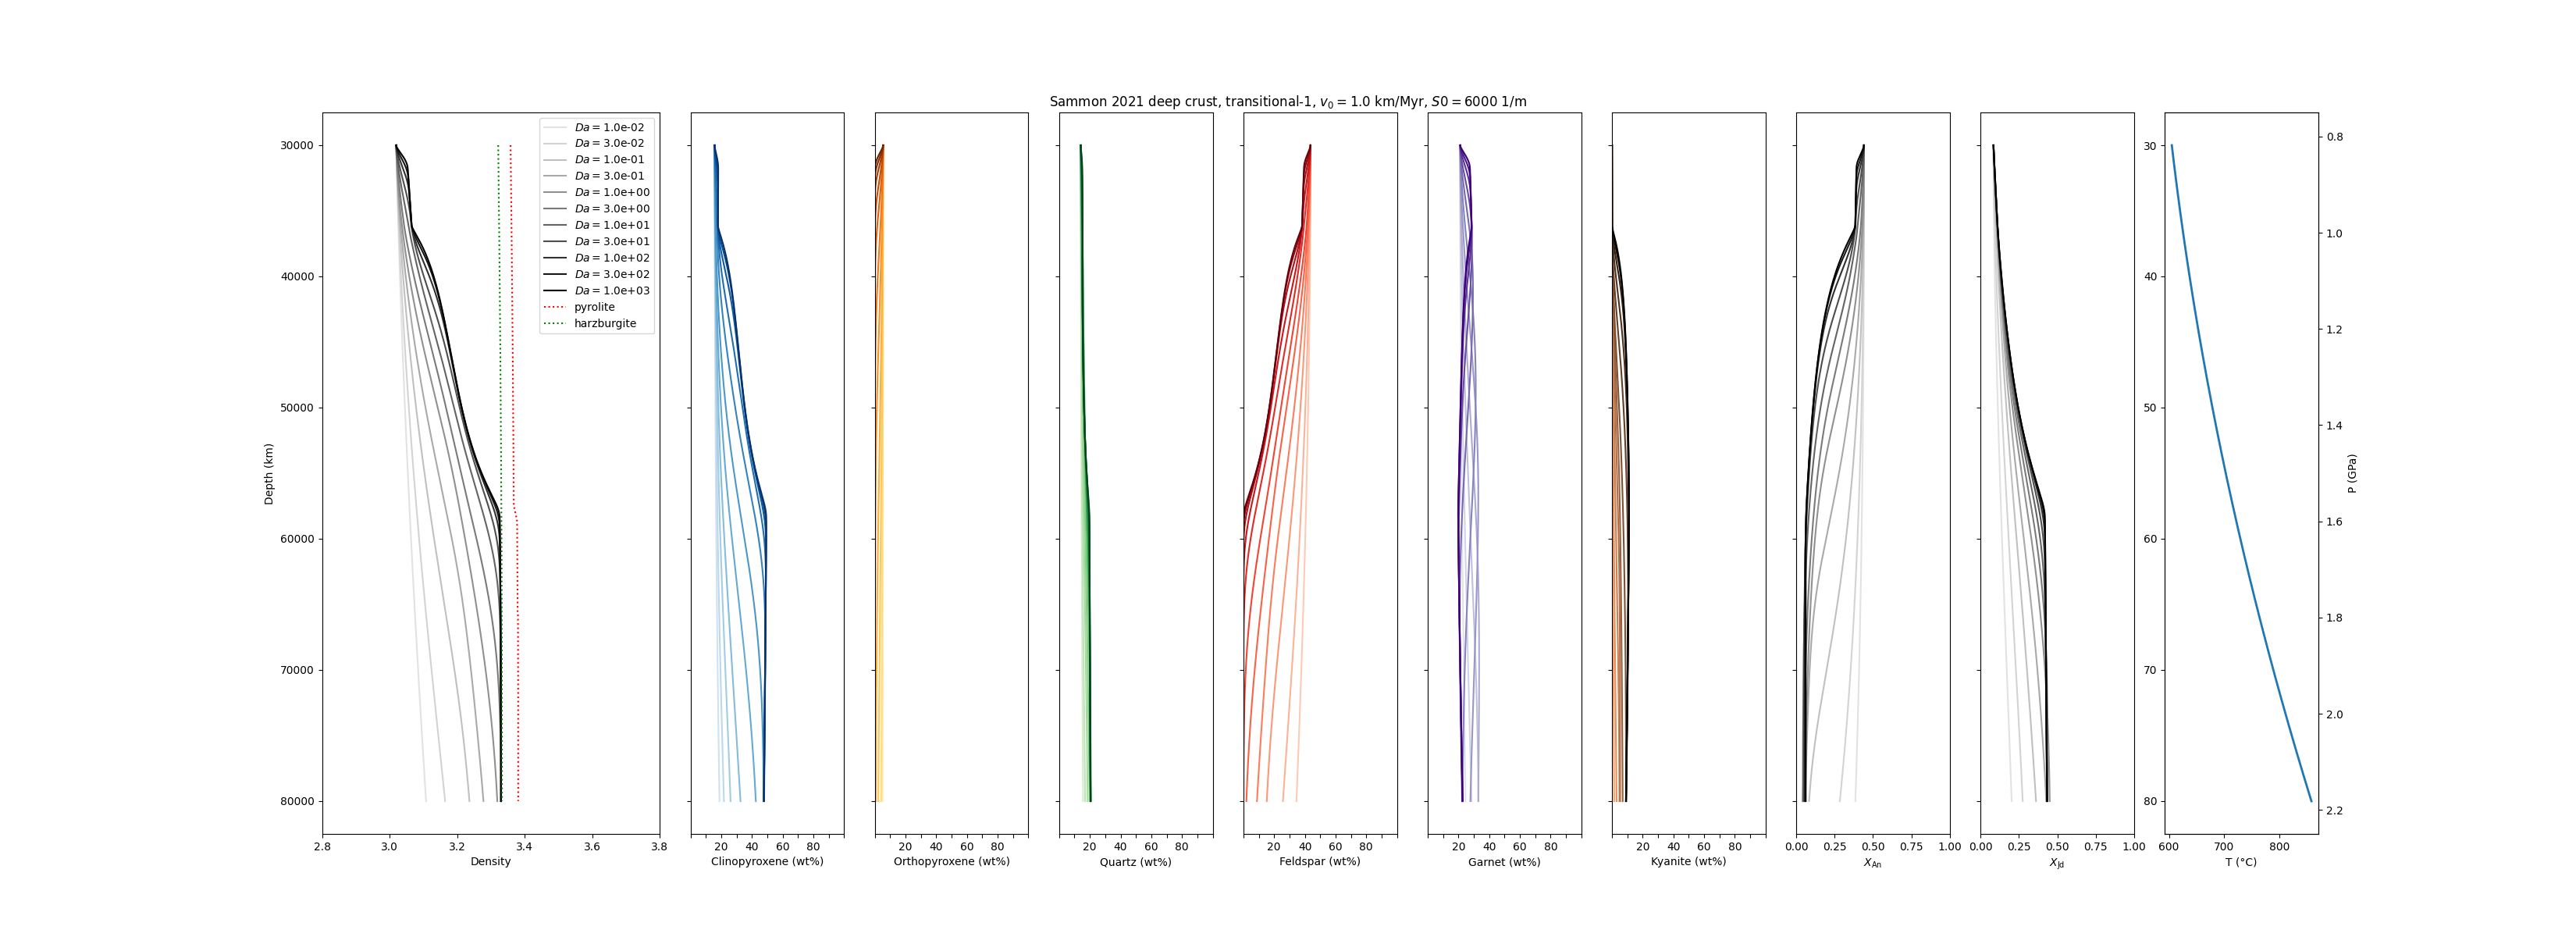 Sammon 2021 deep crust, transitional-1, v0 = 1.0 km/Myr, S0 = 6000 1/m
Da = 1.0e-02
Da = 3.0e-02
Da = 1.0e-01
Da = 3.0e-01
Da = 1.0e+00
Da = 3.0e+00
Da = 1.0e+01
Da = 3.0e+01
Da = 1.0e+02
Da = 3.0e+02
Da = 1.0e+03
pyrolite
harzburgite
30000
40000
50000
60000
70000
80000
Depth (km)
2.8 3.0 3.2 3.4 3.6 3.8
Density
20 40 60 80
Clinopyroxene (wt%)
20 40 60 80
Orthopyroxene (wt%)
20 40 60 80
Quartz (wt%)
20 40 60 80
Feldspar (wt%)
20 40 60 80
Garnet (wt%)
20 40 60 80
Kyanite (wt%)
0.00 0.25 0.50 0.75 1.00
XAn
0.00 0.25 0.50 0.75 1.00
XJd
30
40
50
60
70
80
600 700 800
T (°C)
0.8
1.0
1.2
1.4
1.6
1.8
2.0
2.2
P (GPa)